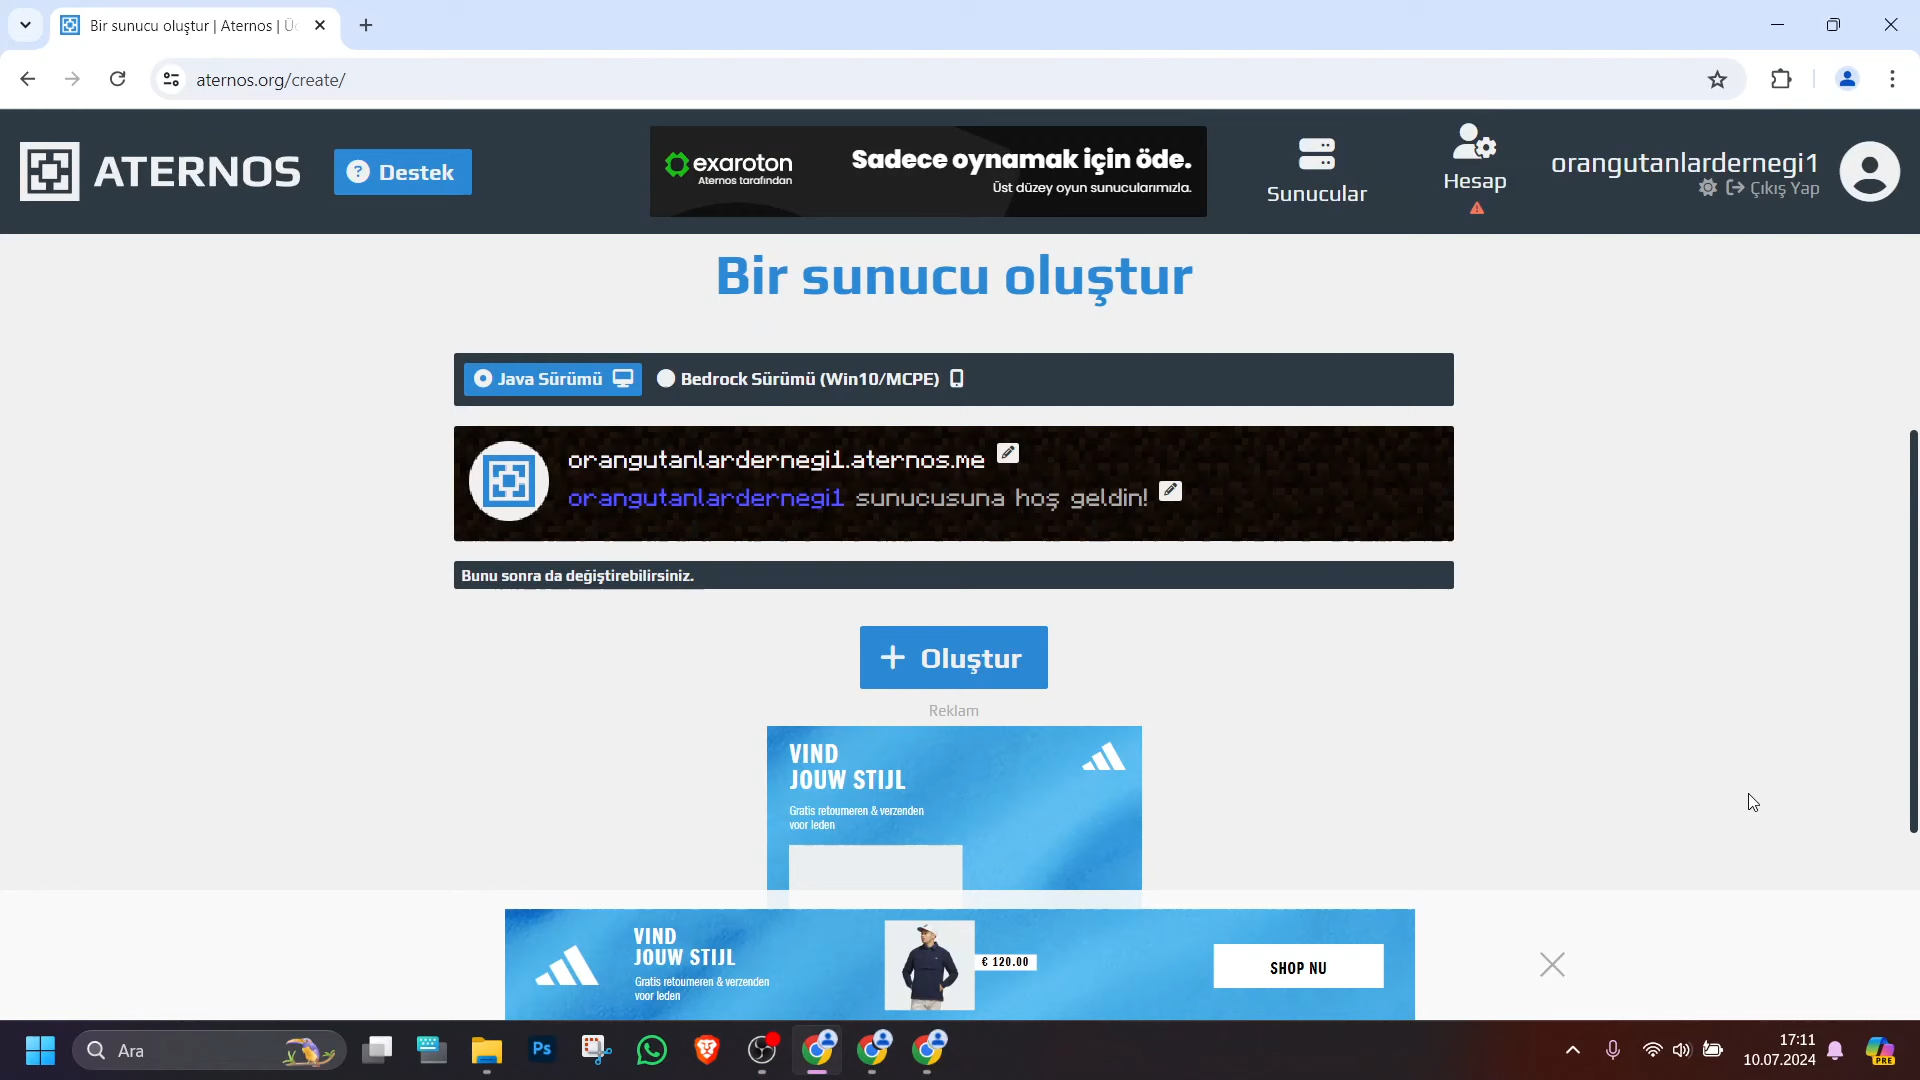 Bir sunucu oluştur | Aternos | Üc
aternos.org/create/
ATERNOS
Destek
exaroton
Aternos tarafından
Sadece oynamak için öde.
Üst düzey oyun sunucularımızla.
Sunucular
Hesap
orangutanlardernegi1
Çıkış Yap
Bir sunucu oluştur
Java Sürümü
Bedrock Sürümü (Win10/MCPE)
orangutanlardernegi1.aternos.me
orangutanlardernegi1 sunucusuna hoş geldin!
Bunu sonra da değiştirebilirsiniz.
+ Oluştur
Reklam
VIND
JOUW STIJL
Gratis retourneren & verzenden
voor leden
VIND
JOUW STIJL
Gratis retourneren & verzenden
voor leden
€ 120.00
SHOP NU
Ara
Ps
17:11
10.07.2024
PRE